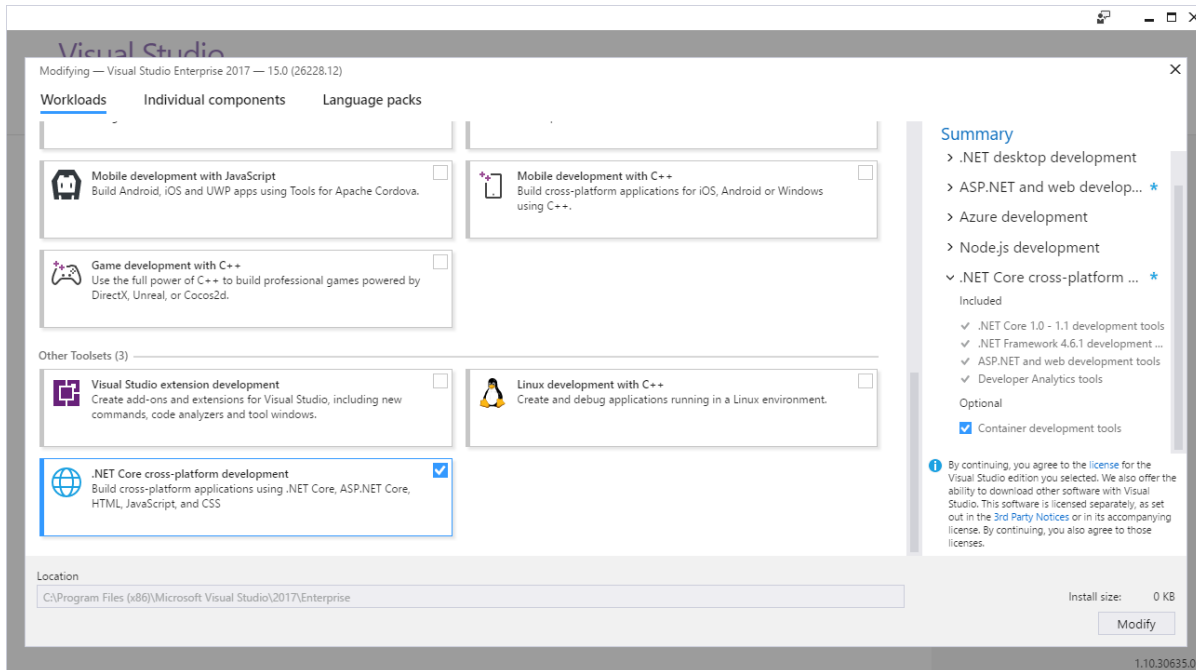 Visual Studio
Modifying — Visual Studio Enterprise 2017 — 15.0 (26228.12)
Workloads
Individual components
Language packs
Mobile development with JavaScript
Build Android, iOS and UWP apps using Tools for Apache Cordova.
Mobile development with C++
Build cross-platform applications for iOS, Android or Windows
using C++.
Game development with C++
Use the full power of C++ to build professional games powered by
DirectX, Unreal, or Cocos2d.
Other Toolsets (3)
Visual Studio extension development
Create add-ons and extensions for Visual Studio, including new
commands, code analyzers and tool windows.
Linux development with C++
Create and debug applications running in a Linux environment.
.NET Core cross-platform development
Build cross-platform applications using .NET Core, ASP.NET Core,
HTML, JavaScript, and CSS
Summary
.NET desktop development
ASP.NET and web develop... *
Azure development
Node.js development
.NET Core cross-platform ... *
Included
.NET Core 1.0 - 1.1 development tools
.NET Framework 4.6.1 development ...
ASP.NET and web development tools
Developer Analytics tools
Optional
Container development tools
By continuing, you agree to the license for the
Visual Studio edition you selected. We also offer the
ability to download other software with Visual
Studio. This software is licensed separately, as set
out in the 3rd Party Notices or in its accompanying
license. By continuing, you also agree to those
licenses.
Location
C:\Program Files (x86)\Microsoft Visual Studio\2017\Enterprise
Install size: 0 KB
Modify
1.10.30635.0